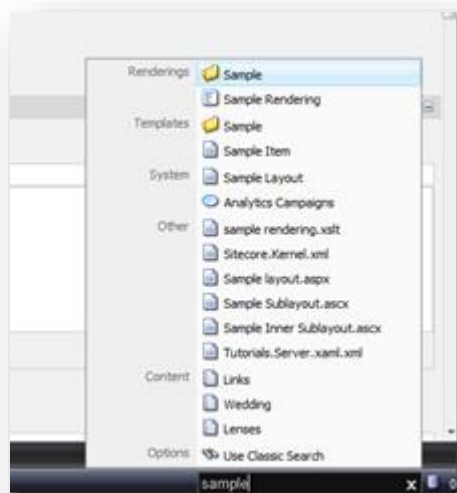 Renderings Sample
Sample Rendering
Templates Sample
Sample Item
System Sample Layout
Analytics Campaigns
Other sample rendering.xslt
Sitecore.Kernel.xml
Sample layout.aspx
Sample Sublayout.ascx
Sample Inner Sublayout.ascx
Tutorials.Server.xaml.xml
Content Links
Wedding
Lenses
Options Use Classic Search
sample x 0